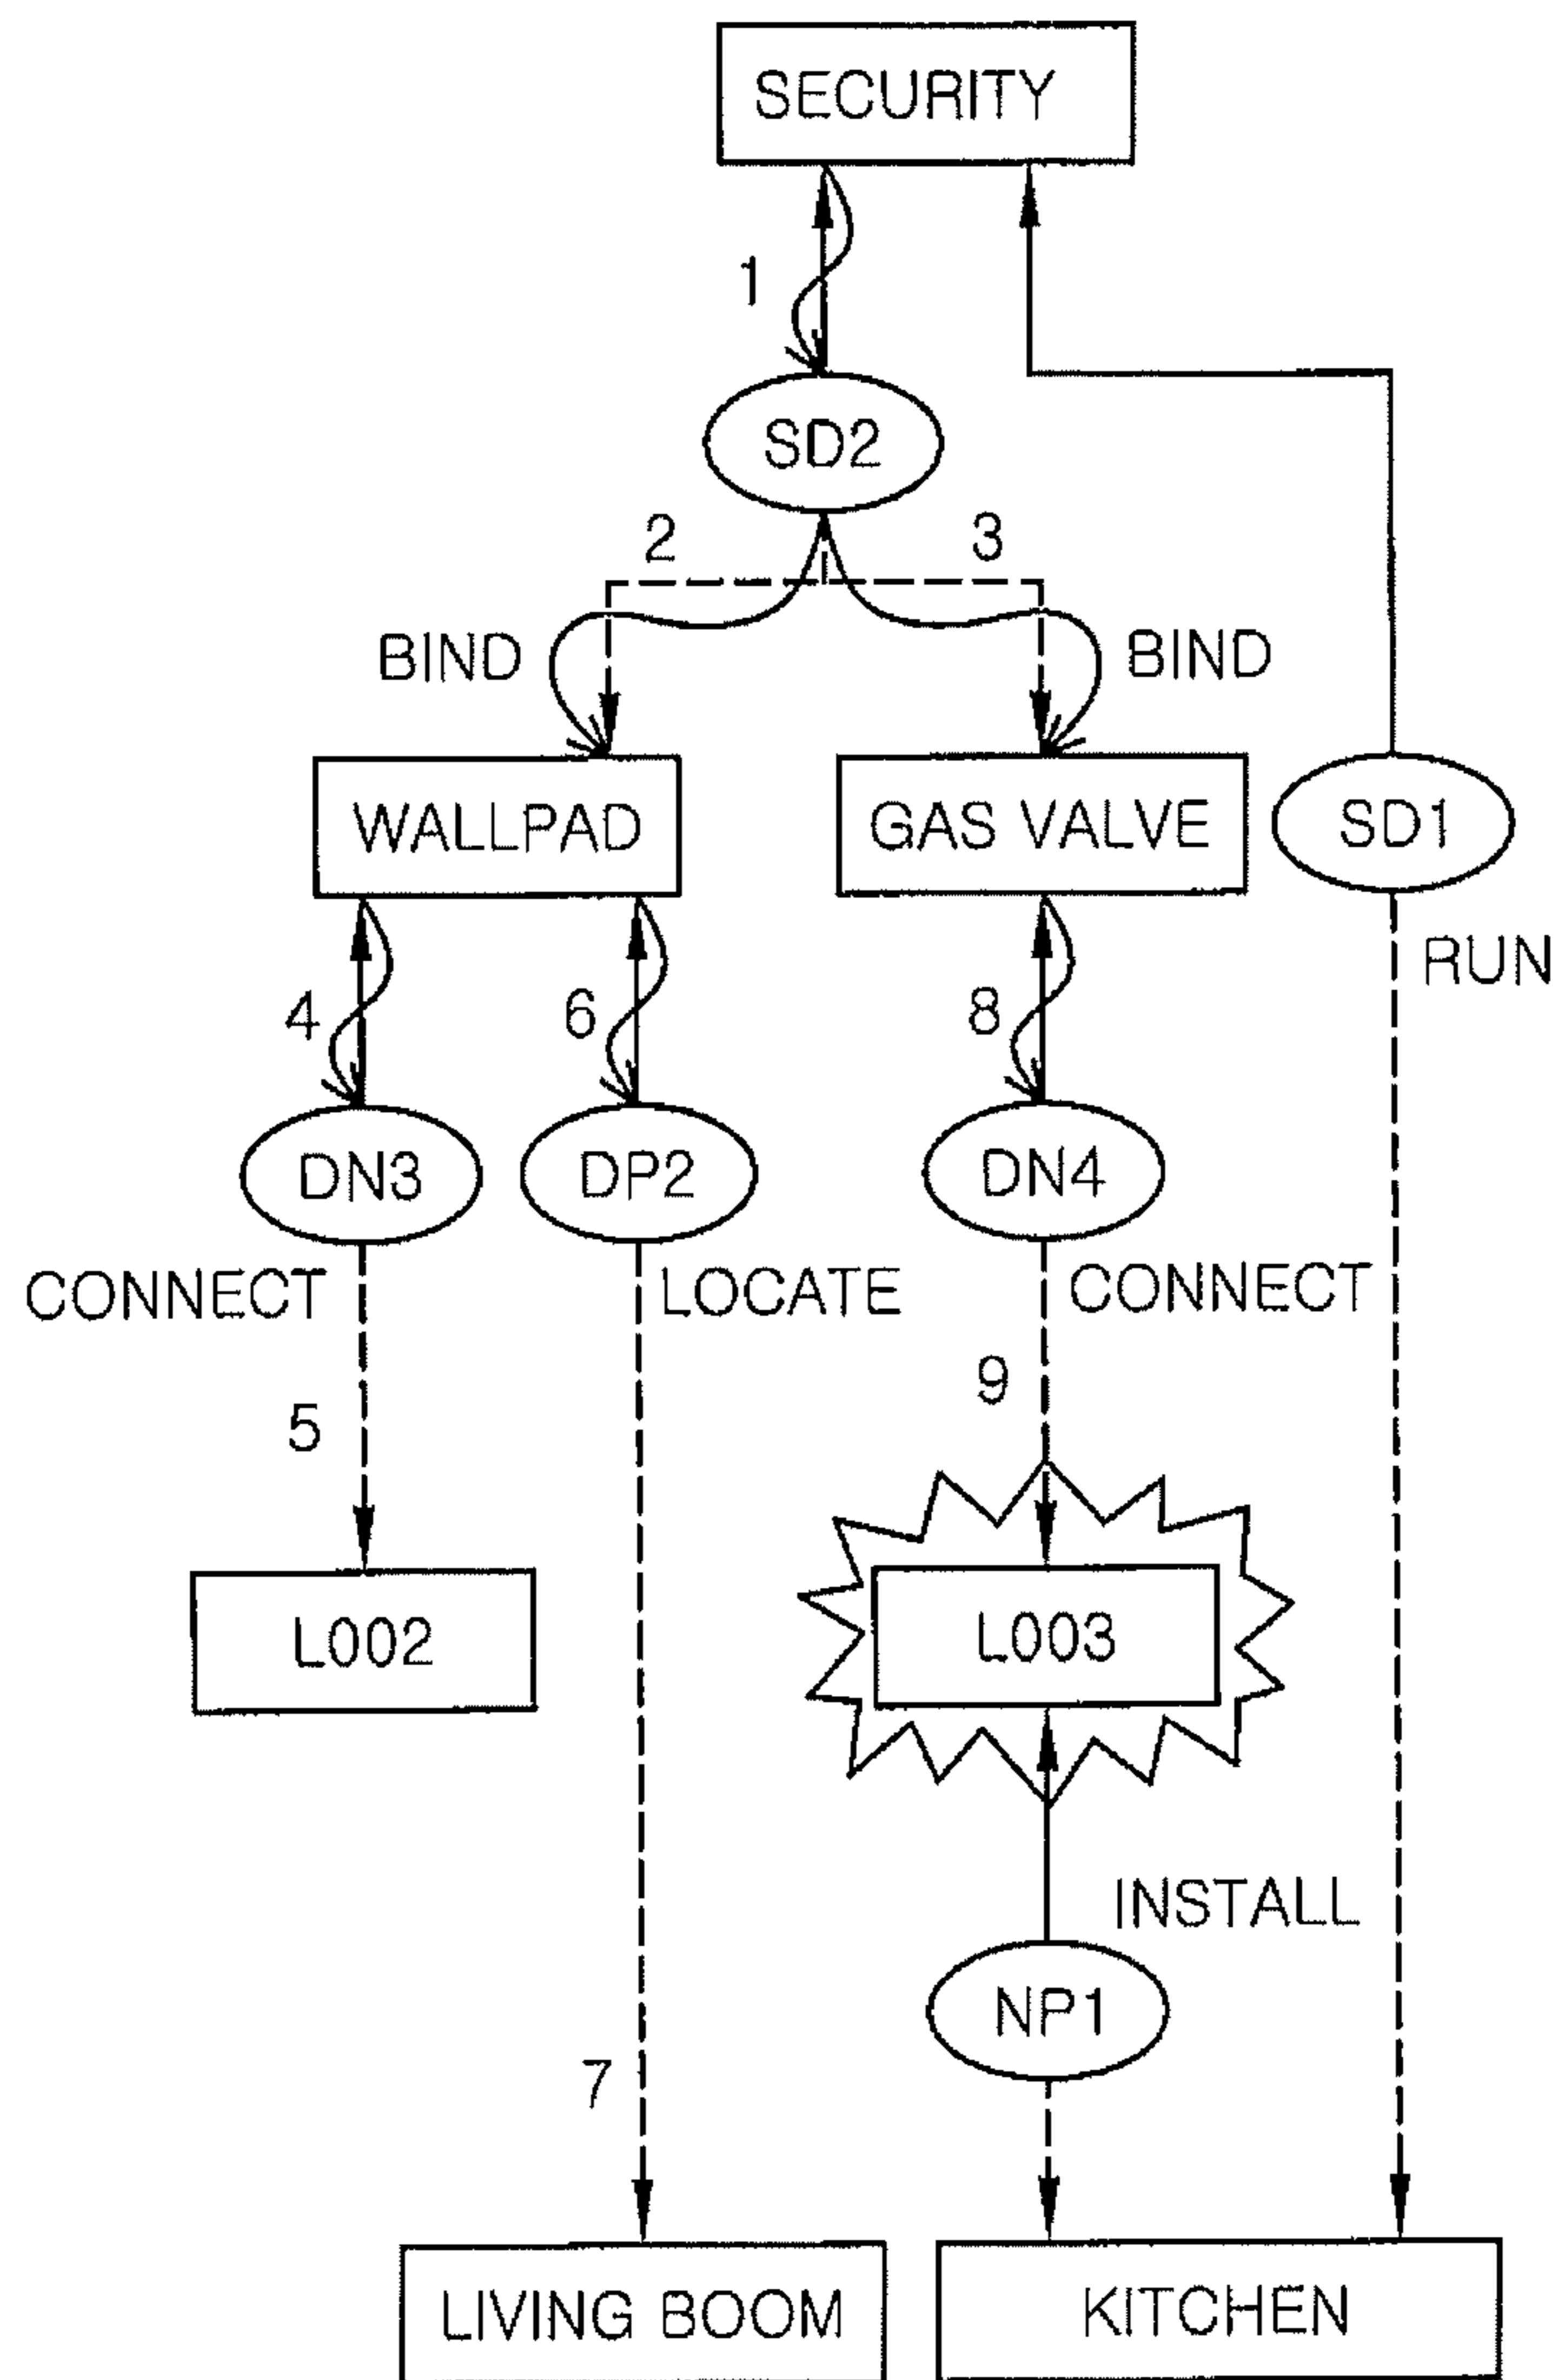 SECURITY
1
SD2
2
3
BIND
BIND
WALLPAD
GAS VALVE
SD1
RUN
4
6
8
DN3
DP2
DN4
CONNECT
LOCATE
CONNECT
9
5
L002
L003
INSTALL
NP1
7
LIVING BOOM
KITCHEN